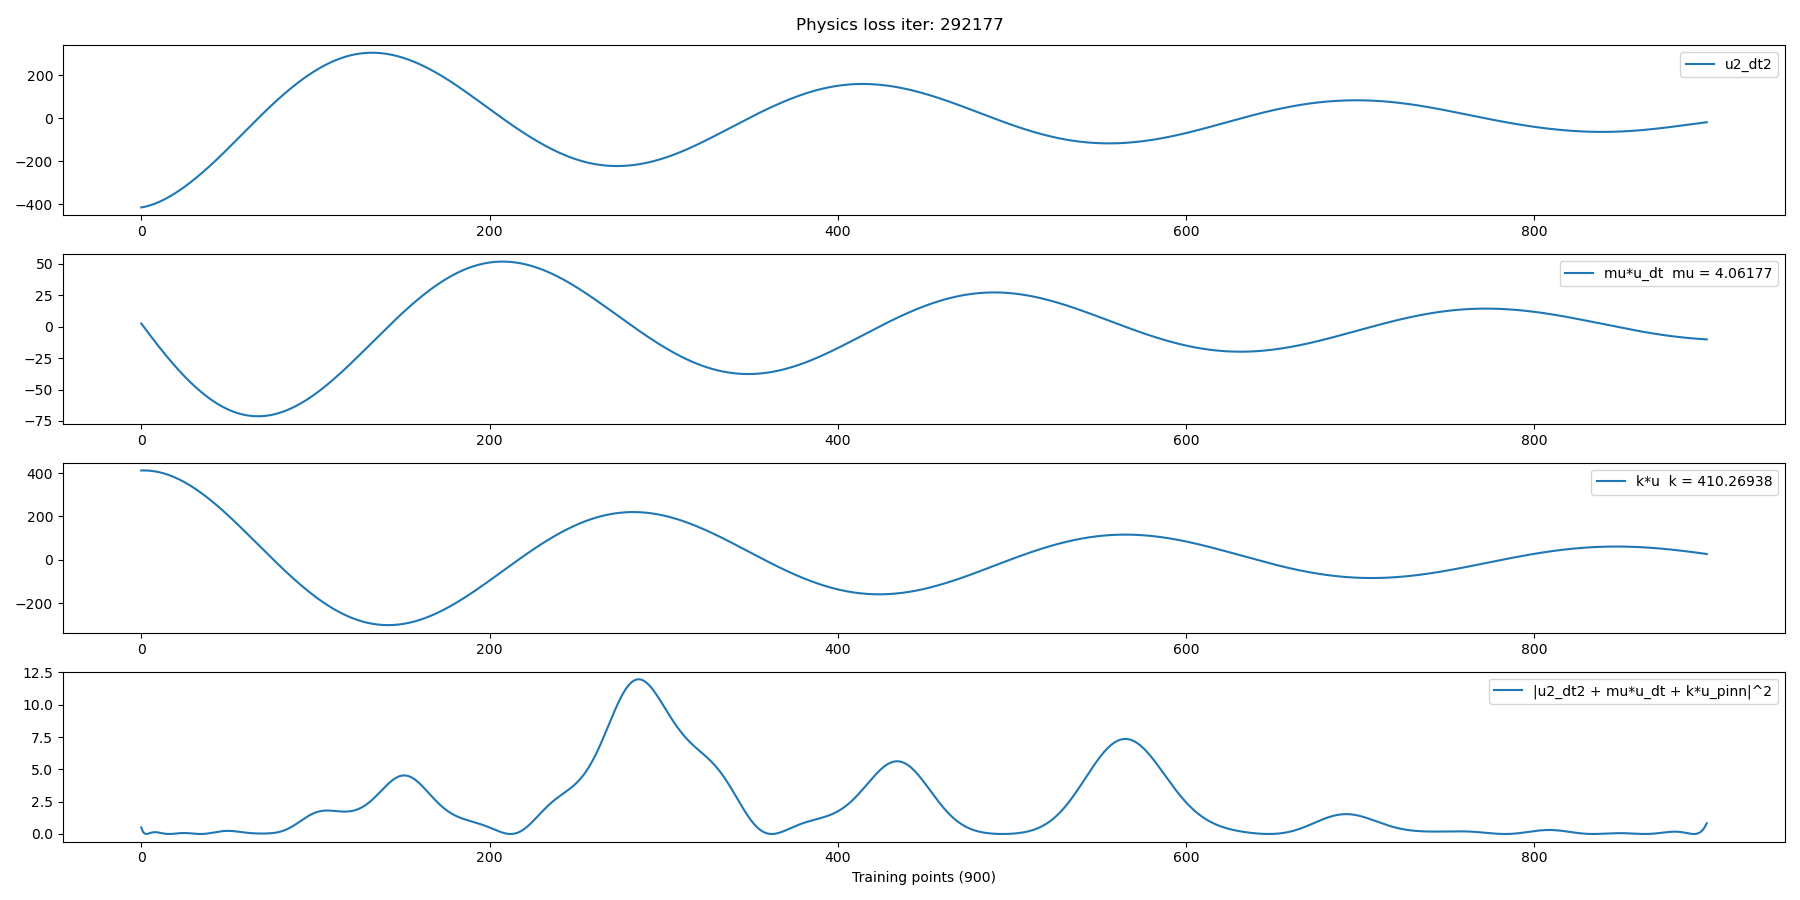 Physics loss iter: 292177
200
0
−200
−400
u2_dt2
0 200 400 600 800
50
25
0
−25
−50
−75
mu*u_dt  mu = 4.06177
0 200 400 600 800
400
200
0
−200
k*u  k = 410.26938
0 200 400 600 800
12.5
10.0
7.5
5.0
2.5
0.0
|u2_dt2 + mu*u_dt + k*u_pinn|^2
0 200 400 600 800
Training points (900)